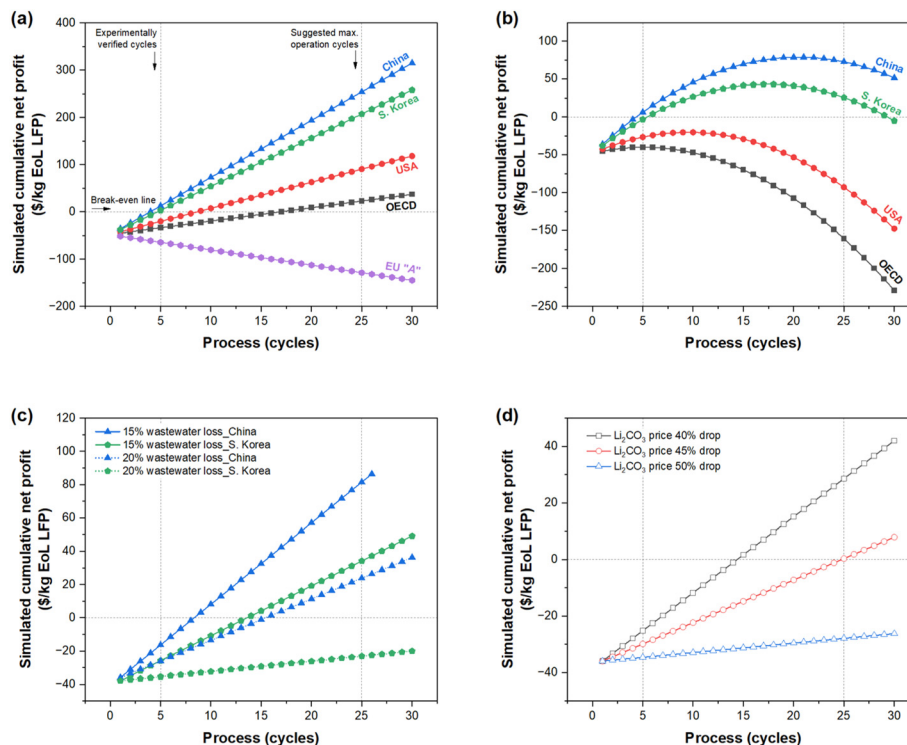 (a)
Simulated cumulative net profit
($/kg EoL LFP)
400
300
200
100
0
−100
−200
Experimentally
verified cycles
Suggested max.
operation cycles
Break-even line
China
S. Korea
USA
OECD
EU "A"
0 5 10 15 20 25 30
Process (cycles)
(b)
Simulated cumulative net profit
($/kg EoL LFP)
100
50
0
−50
−100
−150
−200
−250
China
S. Korea
USA
OECD
0 5 10 15 20 25 30
Process (cycles)
(c)
Simulated cumulative net profit
($/kg EoL LFP)
120
100
80
60
40
20
0
−20
−40
15% wastewater loss_China
15% wastewater loss_S. Korea
20% wastewater loss_China
20% wastewater loss_S. Korea
0 5 10 15 20 25 30
Process (cycles)
(d)
Simulated cumulative net profit
($/kg EoL LFP)
40
20
0
−20
−40
Li₂CO₃ price 40% drop
Li₂CO₃ price 45% drop
Li₂CO₃ price 50% drop
0 5 10 15 20 25 30
Process (cycles)